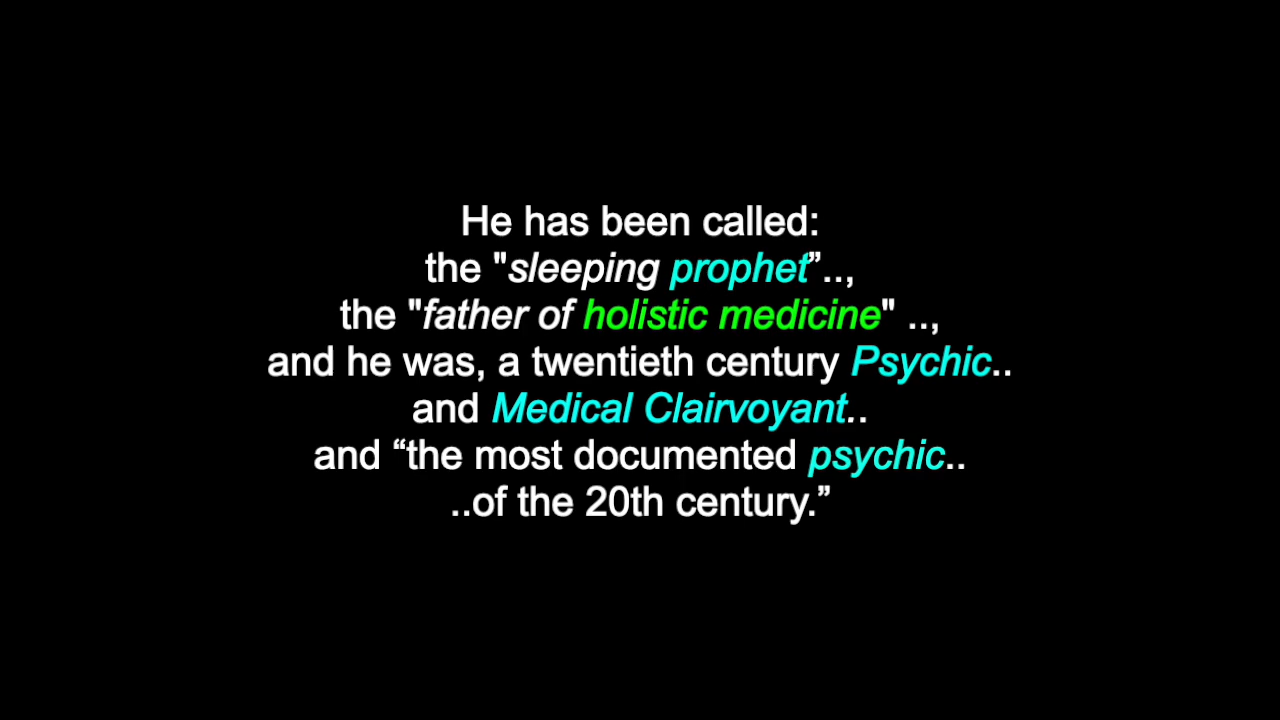 He has been called:
the "sleeping prophet”..,
the "father of holistic medicine" ..,
and he was, a twentieth century Psychic..
and Medical Clairvoyant..
and “the most documented psychic..
..of the 20th century.”